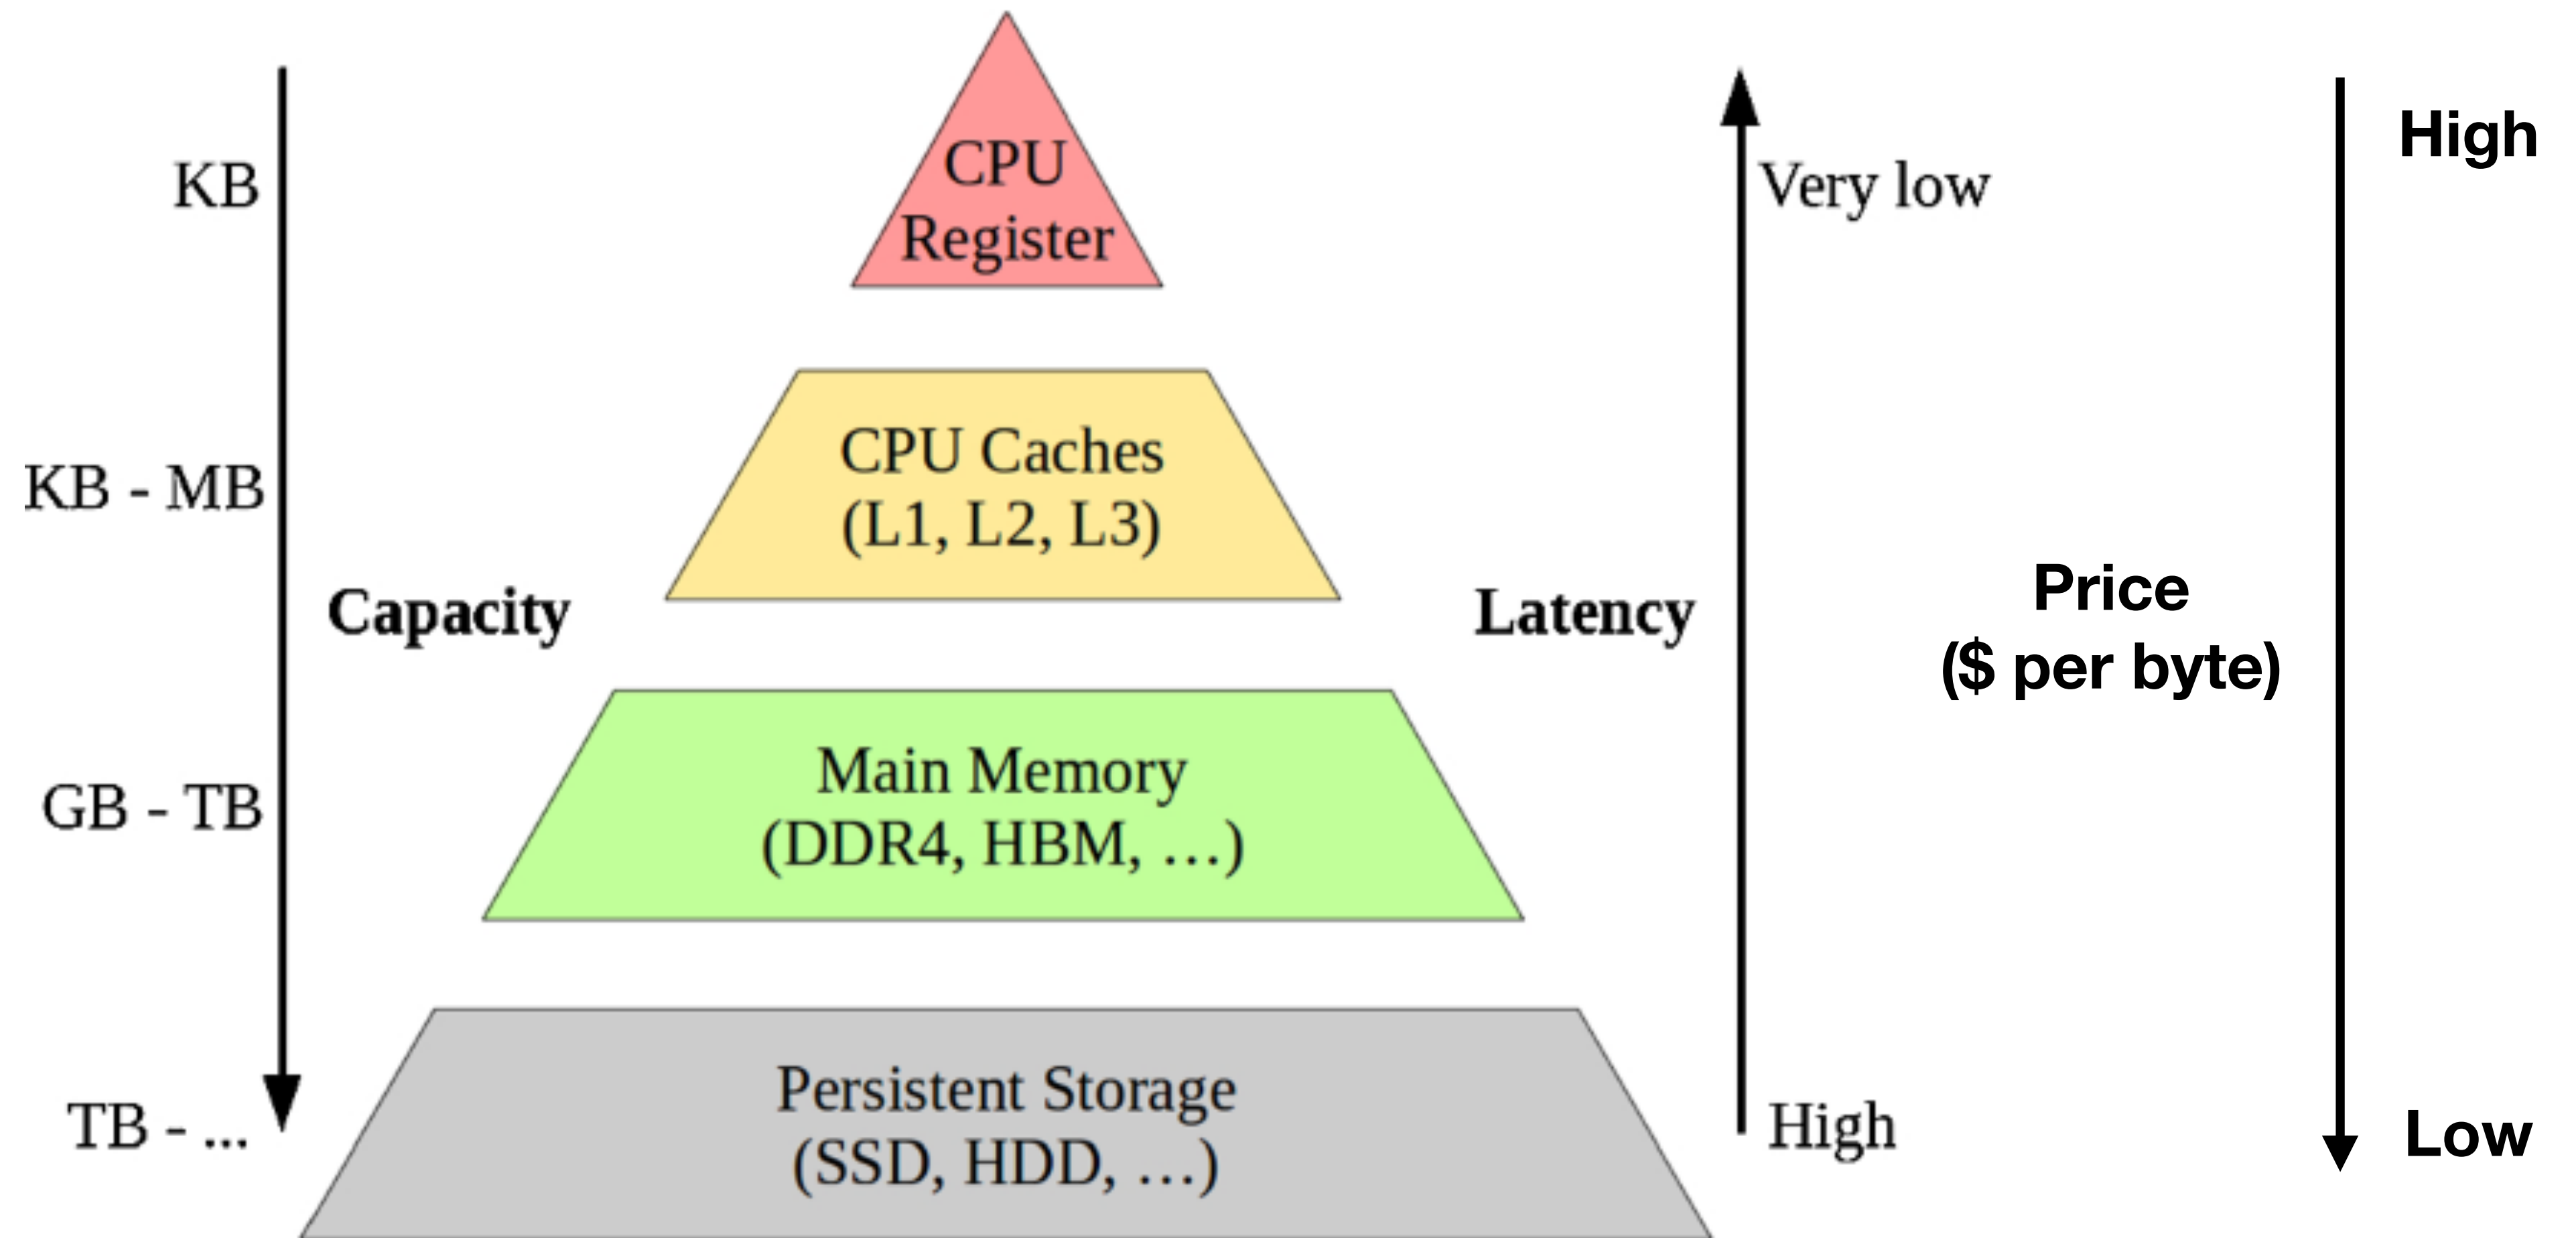 CPU
Register
KB
Very low
High
CPU Caches
(L1, L2, L3)
KB - MB
Capacity
Latency
Price
($ per byte)
Main Memory
(DDR4, HBM, …)
GB - TB
Persistent Storage
(SSD, HDD, …)
TB - ...
High
Low